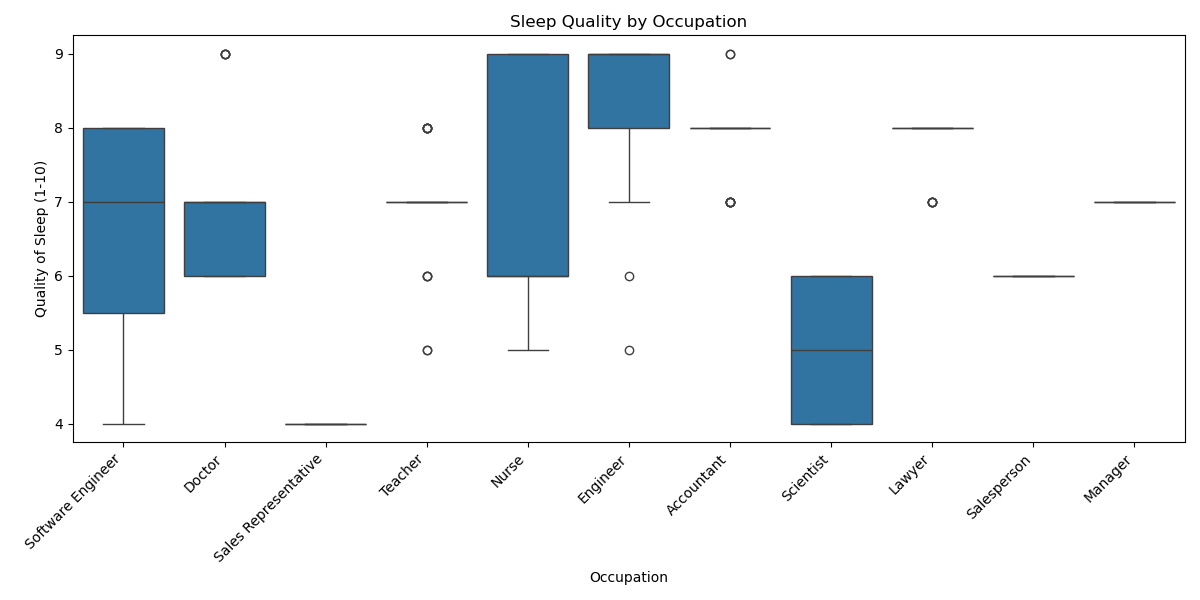 Sleep Quality by Occupation
Quality of Sleep (1-10)
9
8
7
6
5
4
Software Engineer
Doctor
Sales Representative
Teacher
Nurse
Engineer
Accountant
Scientist
Lawyer
Salesperson
Manager
Occupation